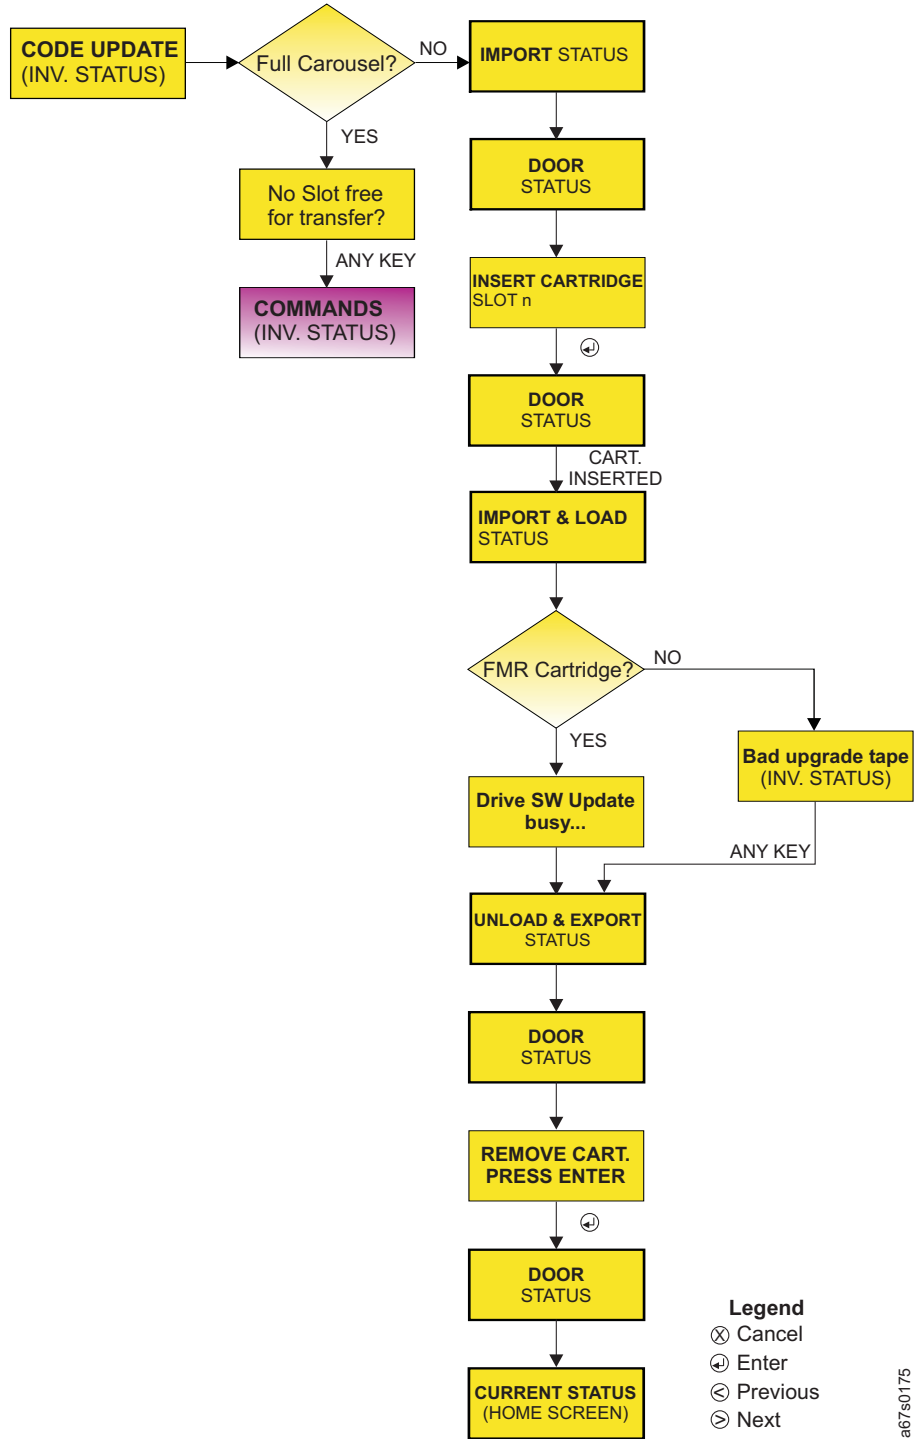 CODE UPDATE
(INV. STATUS)
Full Carousel?
NO
IMPORT STATUS
YES
No Slot free
for transfer?
ANY KEY
COMMANDS
(INV. STATUS)
DOOR
STATUS
INSERT CARTRIDGE
SLOT n
DOOR
STATUS
CART.
INSERTED
IMPORT & LOAD
STATUS
FMR Cartridge?
NO
YES
Bad upgrade tape
(INV. STATUS)
Drive SW Update
busy...
ANY KEY
UNLOAD & EXPORT
STATUS
DOOR
STATUS
REMOVE CART.
PRESS ENTER
DOOR
STATUS
CURRENT STATUS
(HOME SCREEN)
Legend
Cancel
Enter
Previous
Next
a67s0175